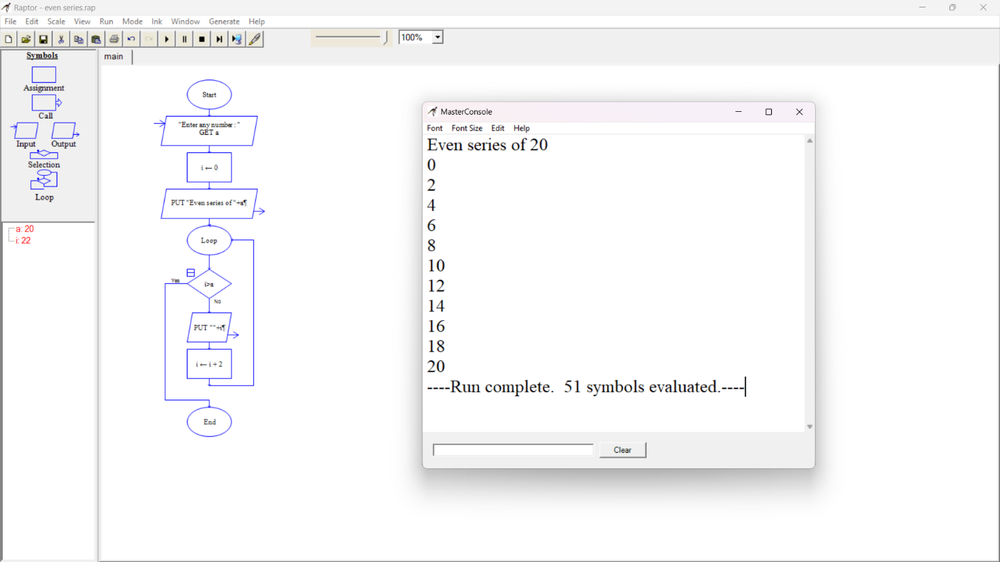 Raptor - even series.rap
File Edit Scale View Run Mode Ink Window Generate Help
100%
Symbols
Assignment
Call
Input Output
Selection
Loop
a: 20
i: 22
main
Start
"Enter any number : "
GET a
i ← 0
PUT "Even series of "+a¶
Loop
Yes
i>a
No
PUT ""+i¶
i ← i + 2
End
MasterConsole
Font Font Size Edit Help
Even series of 20
0
2
4
6
8
10
12
14
16
18
20
----Run complete.  51 symbols evaluated.----
Clear